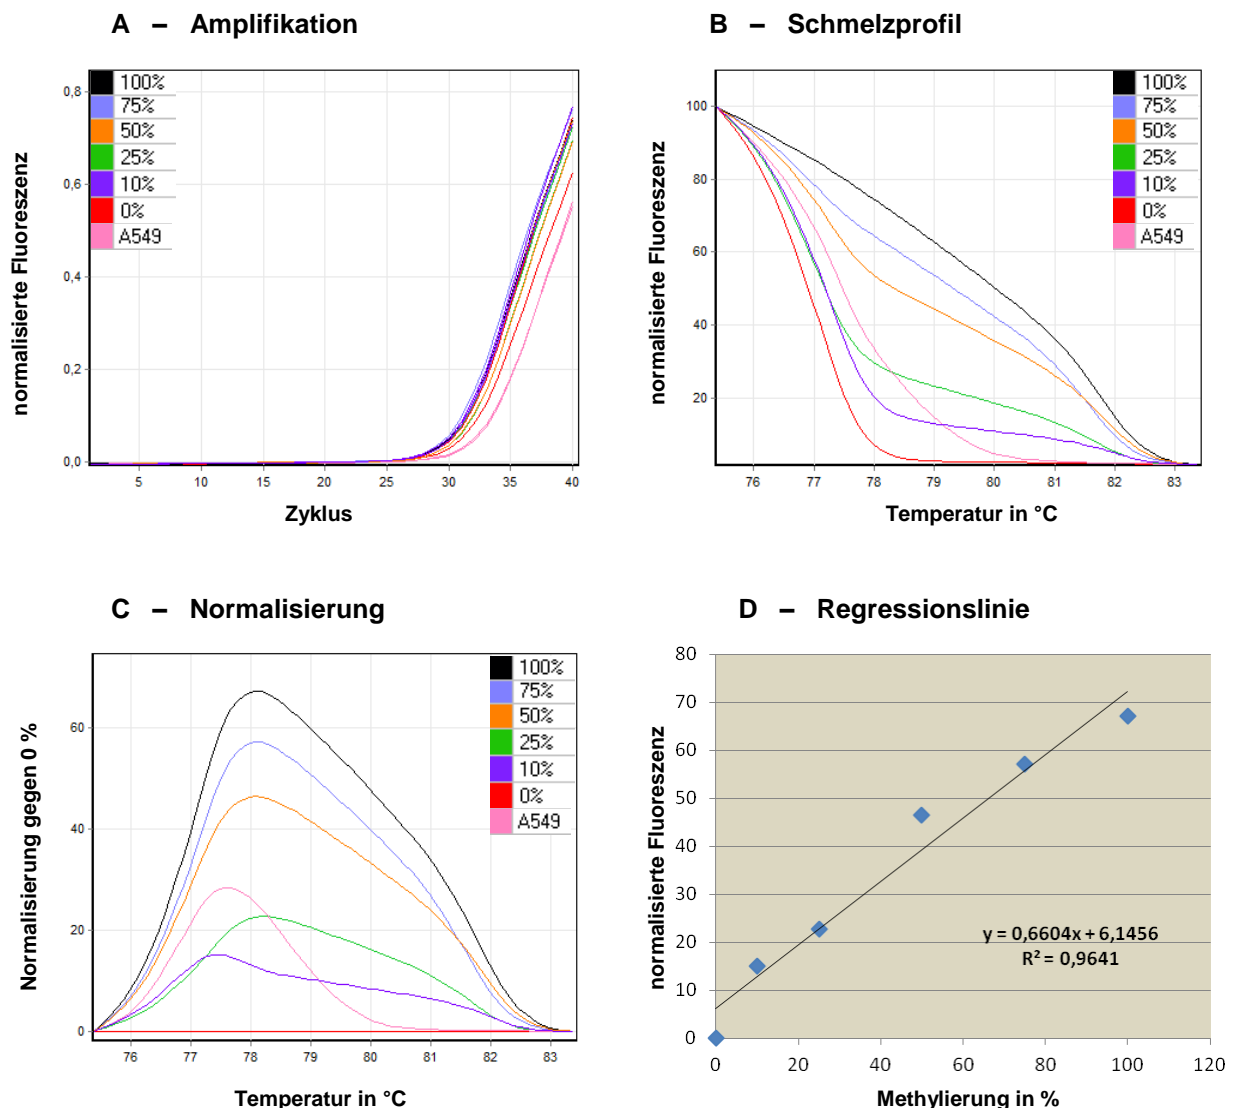 A – Amplifikation
normalisierte Fluoreszenz
0,8
0,6
0,4
0,2
0,0
100%
75%
50%
25%
10%
0%
A549
5 10 15 20 25 30 35 40
Zyklus
B – Schmelzprofil
normalisierte Fluoreszenz
100
80
60
40
20
100%
75%
50%
25%
10%
0%
A549
76 77 78 79 80 81 82 83
Temperatur in °C
C – Normalisierung
Normalisierung gegen 0 %
60
40
20
0
100%
75%
50%
25%
10%
0%
A549
76 77 78 79 80 81 82 83
Temperatur in °C
D – Regressionslinie
normalisierte Fluoreszenz
80
70
60
50
40
30
20
10
0
y = 0,6604x + 6,1456
R² = 0,9641
0 20 40 60 80 100 120
Methylierung in %